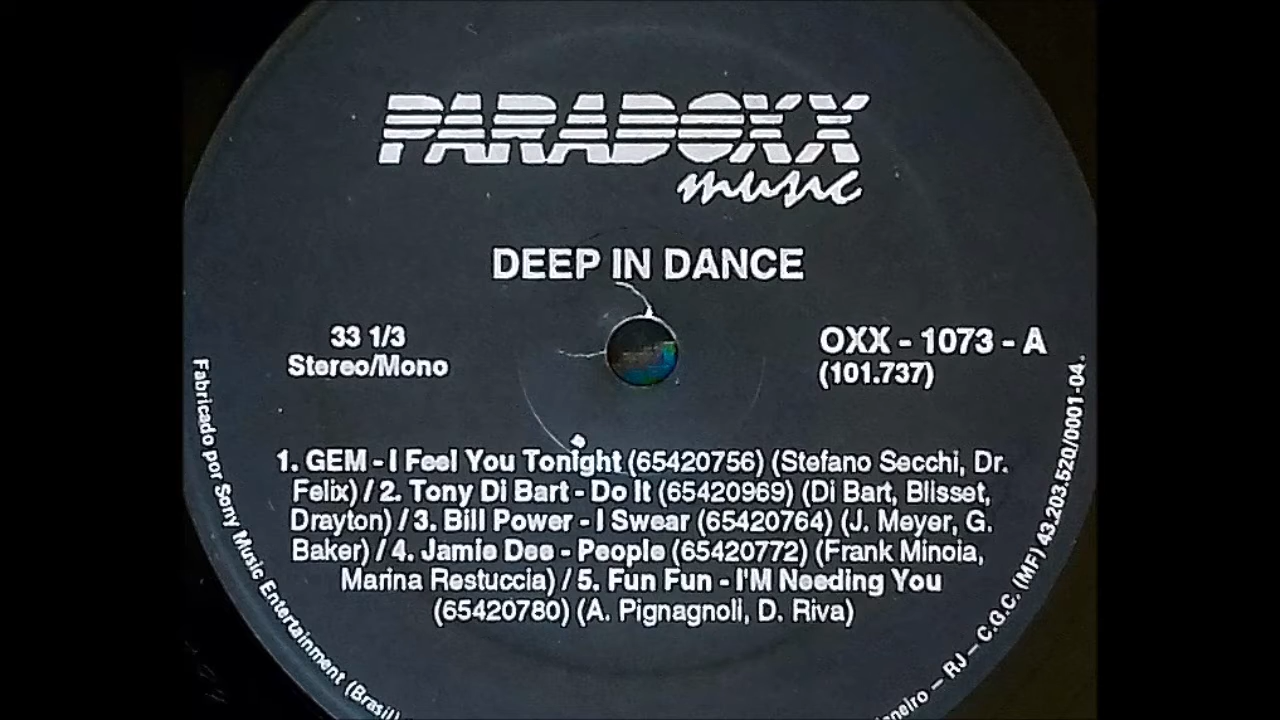 PARADOXX
music
DEEP IN DANCE
33 1/3
Stereo/Mono
OXX - 1073 - A
(101.737)
1. GEM - I Feel You Tonight (65420756) (Stefano Secchi, Dr.
Felix) / 2. Tony Di Bart - Do It (65420969) (Di Bart, Blisset,
Drayton) / 3. Bill Power - I Swear (65420764) (J. Meyer, G.
Baker) / 4. Jamie Dee - People (65420772) (Frank Minoia,
Marina Restuccia) / 5. Fun Fun - I'M Needing You
(65420780) (A. Pignagnoli, D. Riva)
Fabricado por Sony Music Entertainment (Brasil)
aneiro – RJ – C.G.C. (MF) 43.203.520/0001-04.